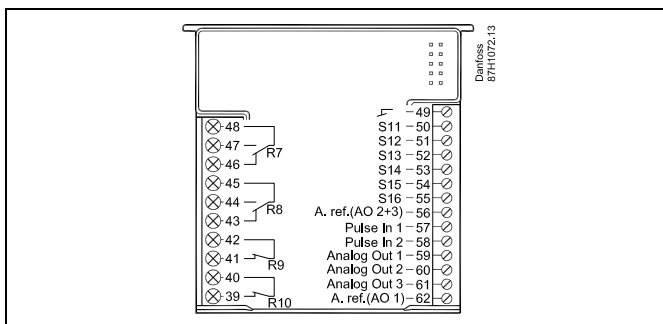 Danfoss
87H1072.13
48
47
46
R7
45
44
43
R8
42
41
R9
40
39
R10
49
S11 50
S12 51
S13 52
S14 53
S15 54
S16 55
A. ref.(AO 2+3) 56
Pulse In 1 57
Pulse In 2 58
Analog Out 1 59
Analog Out 2 60
Analog Out 3 61
A. ref.(AO 1) 62